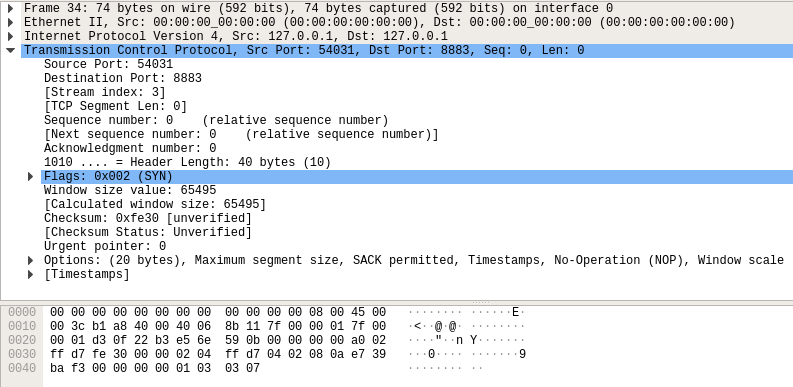 Frame 34: 74 bytes on wire (592 bits), 74 bytes captured (592 bits) on interface 0
Ethernet II, Src: 00:00:00_00:00:00 (00:00:00:00:00:00), Dst: 00:00:00_00:00:00 (00:00:00:00:00:00)
Internet Protocol Version 4, Src: 127.0.0.1, Dst: 127.0.0.1
Transmission Control Protocol, Src Port: 54031, Dst Port: 8883, Seq: 0, Len: 0
Source Port: 54031
Destination Port: 8883
[Stream index: 3]
[TCP Segment Len: 0]
Sequence number: 0    (relative sequence number)
[Next sequence number: 0    (relative sequence number)]
Acknowledgment number: 0
1010 .... = Header Length: 40 bytes (10)
Flags: 0x002 (SYN)
Window size value: 65495
[Calculated window size: 65495]
Checksum: 0xfe30 [unverified]
[Checksum Status: Unverified]
Urgent pointer: 0
Options: (20 bytes), Maximum segment size, SACK permitted, Timestamps, No-Operation (NOP), Window scale
[Timestamps]
0000  00 00 00 00 00 00 00 00  00 00 00 00 08 00 45 00   ········ ······E·
0010  00 3c b1 a8 40 00 40 06  8b 11 7f 00 00 01 7f 00   ·<··@·@· ········
0020  00 01 d3 0f 22 b3 e5 6e  59 0b 00 00 00 00 a0 02   ····"··n Y·······
0030  ff d7 fe 30 00 00 02 04  ff d7 04 02 08 0a e7 39   ···0···· ·······9
0040  ba f3 00 00 00 00 01 03  03 07   ········ ··